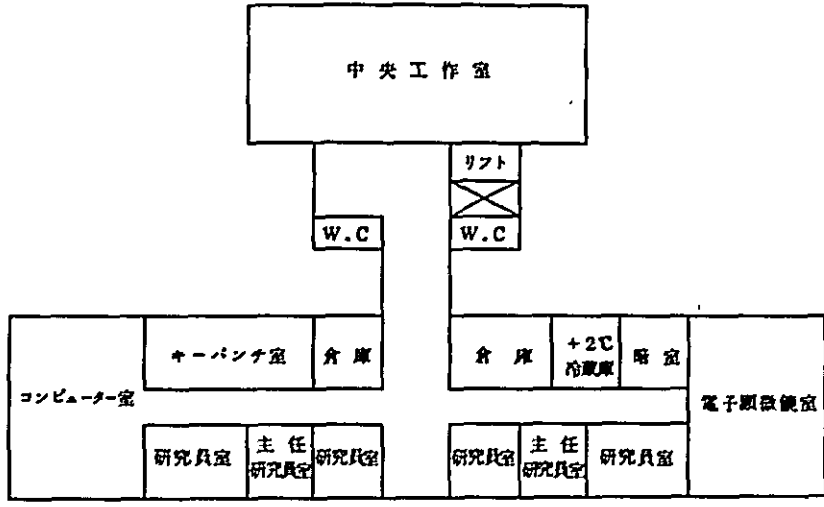 中央工作室
リフト
W.C
W.C
キーパンチ室
倉庫
倉庫
+2℃
冷蔵庫
暗室
コンピューター室
電子顕微鏡室
研究員室
主任
研究員室
研究員室
研究員室
主任
研究員室
研究員室